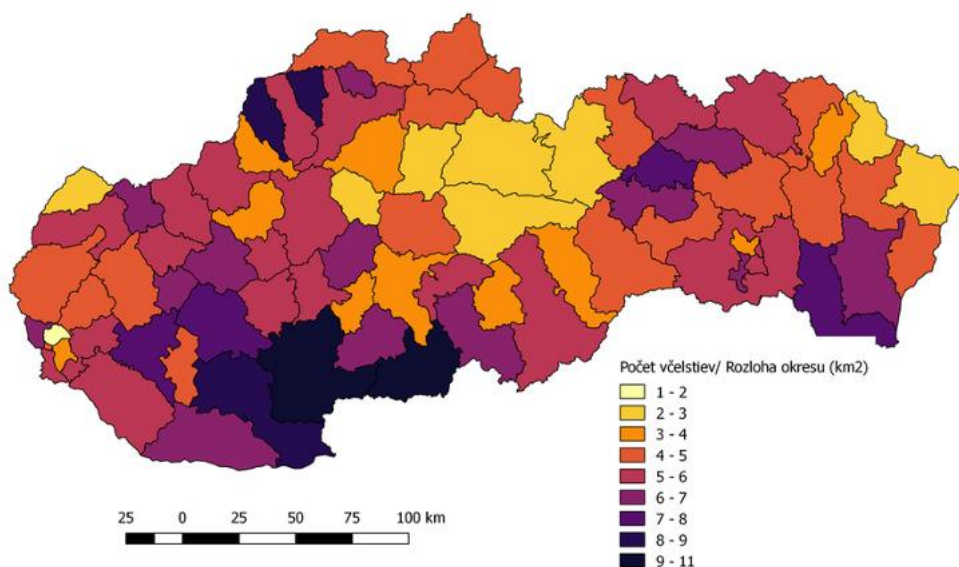 Počet včelstiev/ Rozloha okresu (km2)
1 - 2
2 - 3
3 - 4
4 - 5
5 - 6
6 - 7
7 - 8
8 - 9
9 - 11
25 0 25 50 75 100 km